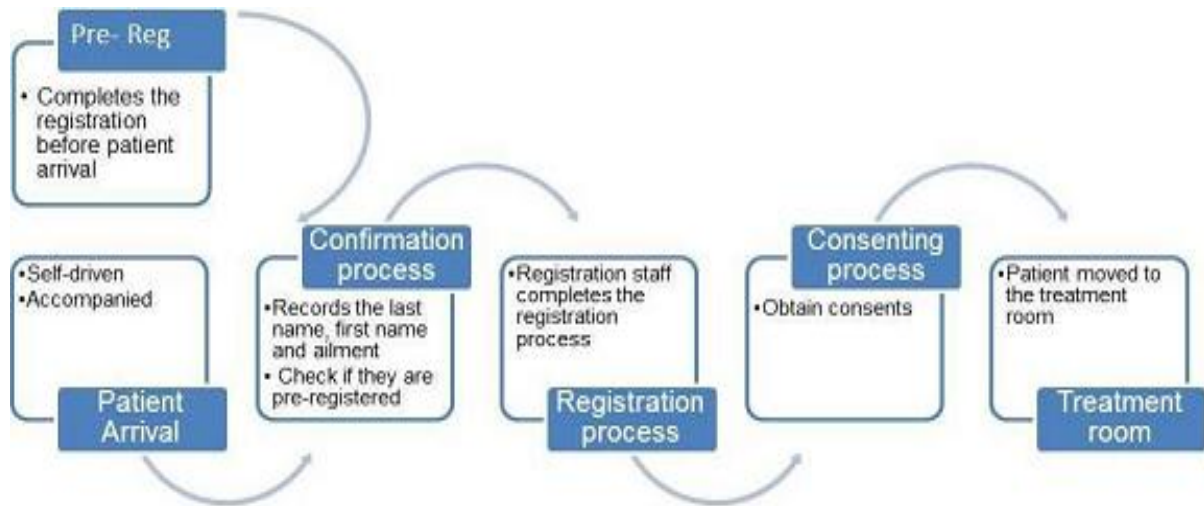 Pre- Reg
• Completes the
registration
before patient
arrival
•Self-driven
•Accompanied
Patient
Arrival
Confirmation
process
•Records the last
name, first name
and ailment
• Check if they are
pre-registered
•Registration staff
completes the
registration
process
Registration
process
Consenting
process
•Obtain consents
•Patient moved to
the treatment
room
Treatment
room